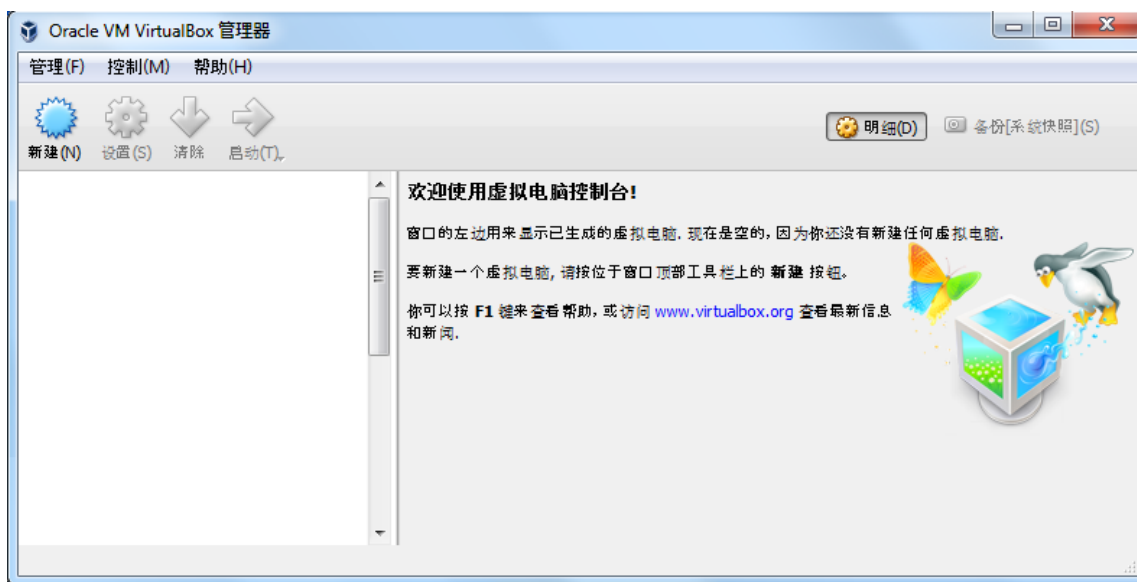 Oracle VM VirtualBox 管理器
管理(F) 控制(M) 帮助(H)
新建(N) 设置(S) 清除 启动(T) 明细(D) 备份[系统快照](S)
欢迎使用虚拟电脑控制台!
窗口的左边用来显示已生成的虚拟电脑. 现在是空的, 因为你还没有新建任何虚拟电脑.
要新建一个虚拟电脑, 请按位于窗口顶部工具栏上的 新建 按钮。
你可以按 F1 键来查看帮助, 或访问 www.virtualbox.org 查看最新信息
和新闻.